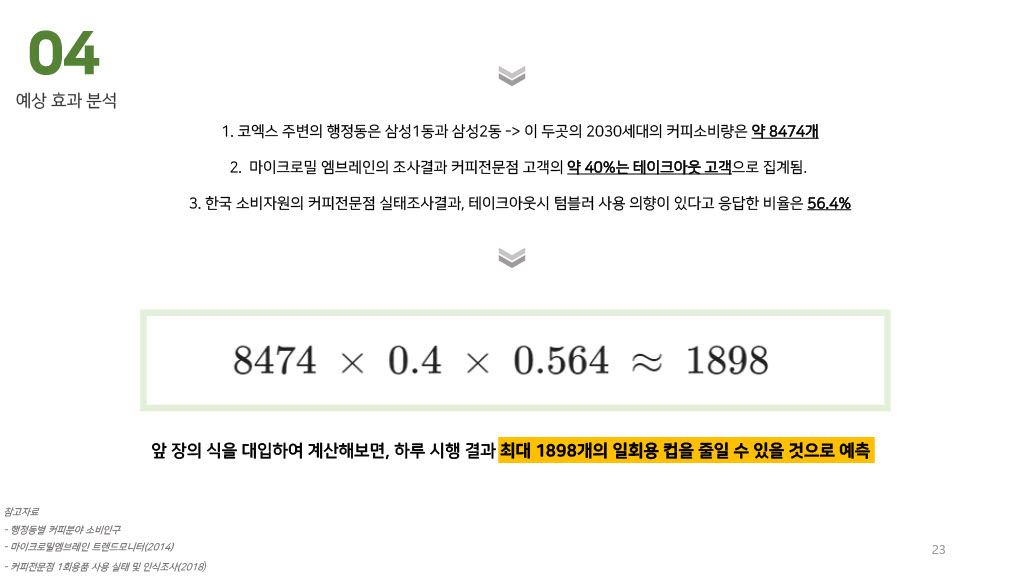 04
예상 효과 분석
1. 코엑스 주변의 행정동은 삼성1동과 삼성2동 -> 이 두곳의 2030세대의 커피소비량은 약 8474개
2. 마이크로밀 엠브레인의 조사결과 커피전문점 고객의 약 40%는 테이크아웃 고객으로 집계됨.
3. 한국 소비자원의 커피전문점 실태조사결과, 테이크아웃시 텀블러 사용 의향이 있다고 응답한 비율은 56.4%
8474 × 0.4 × 0.564 ≈ 1898
앞 장의 식을 대입하여 계산해보면, 하루 시행 결과 최대 1898개의 일회용 컵을 줄일 수 있을 것으로 예측
참고자료
- 행정동별 커피분야 소비인구
- 마이크로밀엠브레인 트렌드모니터(2014)
- 커피전문점 1회용품 사용 실태 및 인식조사(2018)
23